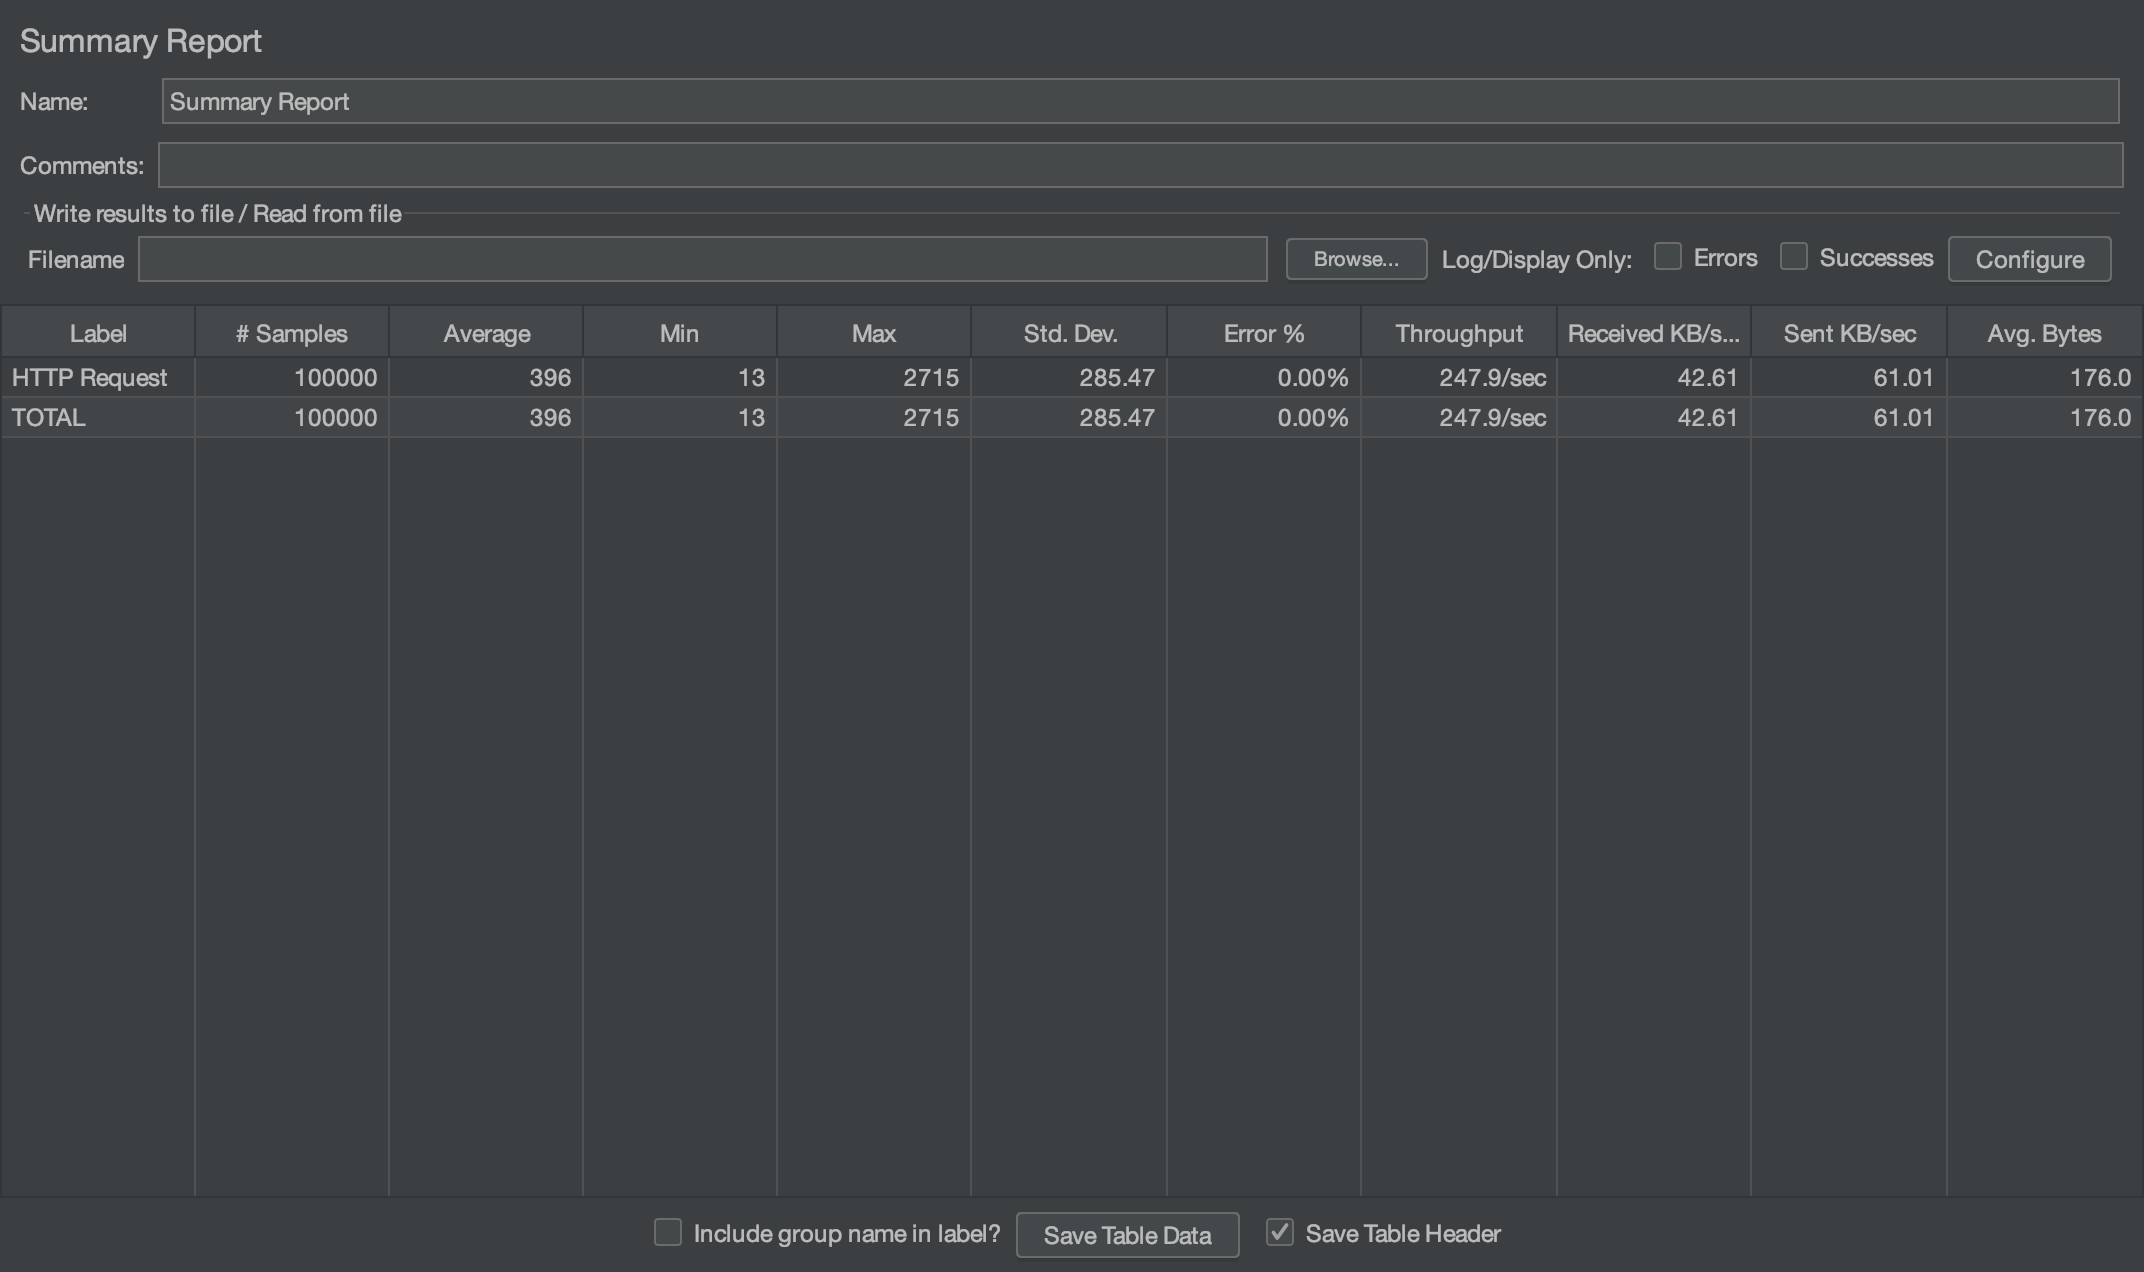 Summary Report
Name: Summary Report
Comments:
Write results to file / Read from file
Filename Browse... Log/Display Only: Errors Successes Configure
Label # Samples Average Min Max Std. Dev. Error % Throughput Received KB/s... Sent KB/sec Avg. Bytes
HTTP Request 100000 396 13 2715 285.47 0.00% 247.9/sec 42.61 61.01 176.0
TOTAL 100000 396 13 2715 285.47 0.00% 247.9/sec 42.61 61.01 176.0
Include group name in label? Save Table Data Save Table Header